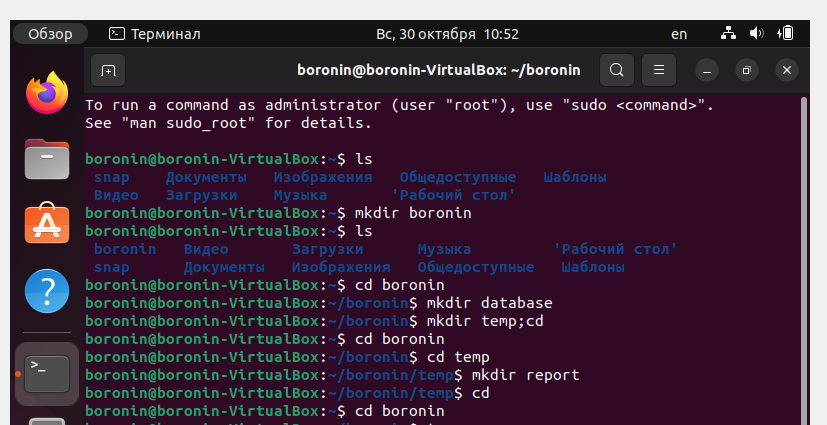 Обзор Терминал Вс, 30 октября 10:52 en
boronin@boronin-VirtualBox: ~/boronin
To run a command as administrator (user "root"), use "sudo <command>".
See "man sudo_root" for details.
boronin@boronin-VirtualBox:~$ ls
snap Документы Изображения Общедоступные Шаблоны
Видео Загрузки Музыка 'Рабочий стол'
boronin@boronin-VirtualBox:~$ mkdir boronin
boronin@boronin-VirtualBox:~$ ls
boronin Видео Загрузки Музыка 'Рабочий стол'
snap Документы Изображения Общедоступные Шаблоны
boronin@boronin-VirtualBox:~$ cd boronin
boronin@boronin-VirtualBox:~/boronin$ mkdir database
boronin@boronin-VirtualBox:~/boronin$ mkdir temp;cd
boronin@boronin-VirtualBox:~$ cd boronin
boronin@boronin-VirtualBox:~/boronin$ cd temp
boronin@boronin-VirtualBox:~/boronin/temp$ mkdir report
boronin@boronin-VirtualBox:~/boronin/temp$ cd
boronin@boronin-VirtualBox:~$ cd boronin